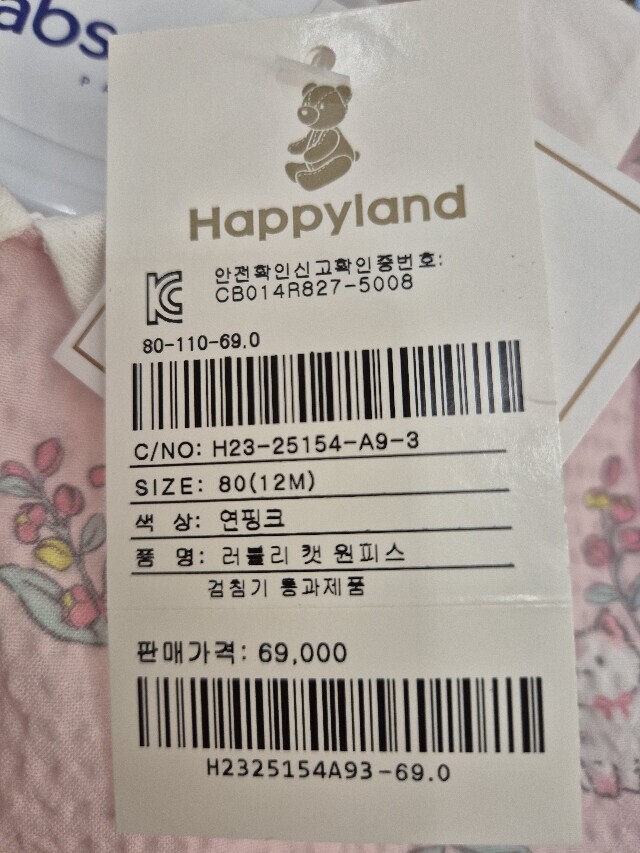 abs
Happyland
안전확인신고확인증번호:
CB014R827-5008
80-110-69.0
C/NO: H23-25154-A9-3
SIZE: 80(12M)
색 상: 연핑크
품 명: 러블리 캣 원피스
검침기 통과제품
판매가격: 69,000
H2325154A93-69.0